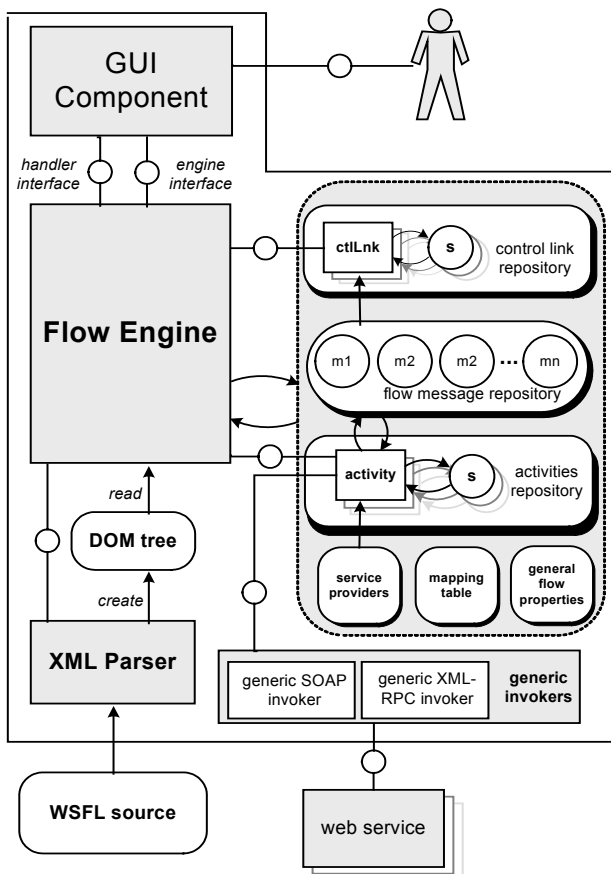 GUI
Component
handler
interface
engine
interface
Flow Engine
ctlLnk
s
control link
repository
m1
m2
m2
...
mn
flow message repository
activity
s
activities
repository
read
DOM tree
create
service
providers
mapping
table
general
flow
properties
XML Parser
generic SOAP
invoker
generic XML-
RPC invoker
generic
invokers
WSFL source
web service